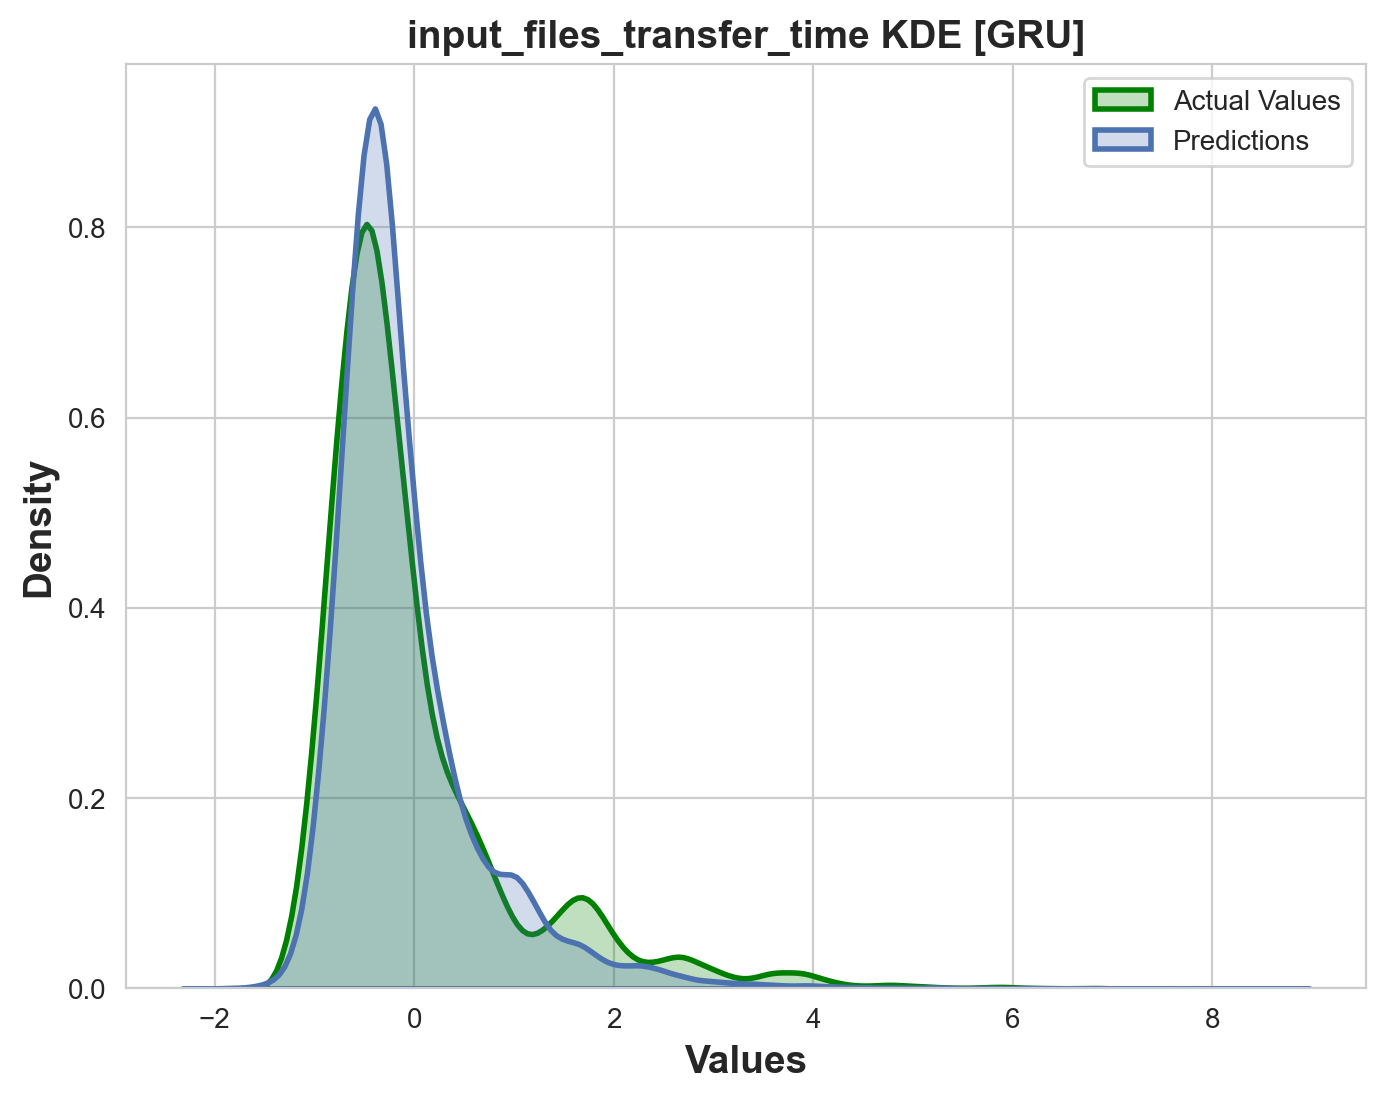 input_files_transfer_time KDE [GRU]
Actual Values
Predictions
Density
0.8
0.6
0.4
0.2
0.0
−2 0 2 4 6 8
Values